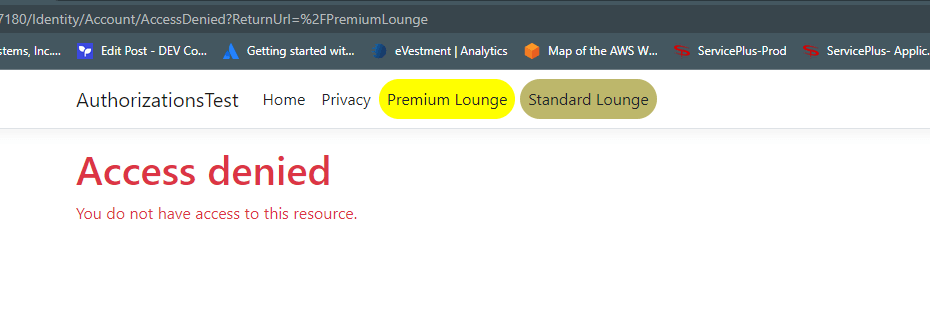 7180/Identity/Account/AccessDenied?ReturnUrl=%2FPremiumLounge
stems, Inc.... Edit Post - DEV Co... Getting started wit... eVestment | Analytics Map of the AWS W... ServicePlus-Prod ServicePlus- Applic...
AuthorizationsTest Home Privacy Premium Lounge Standard Lounge
Access denied
You do not have access to this resource.